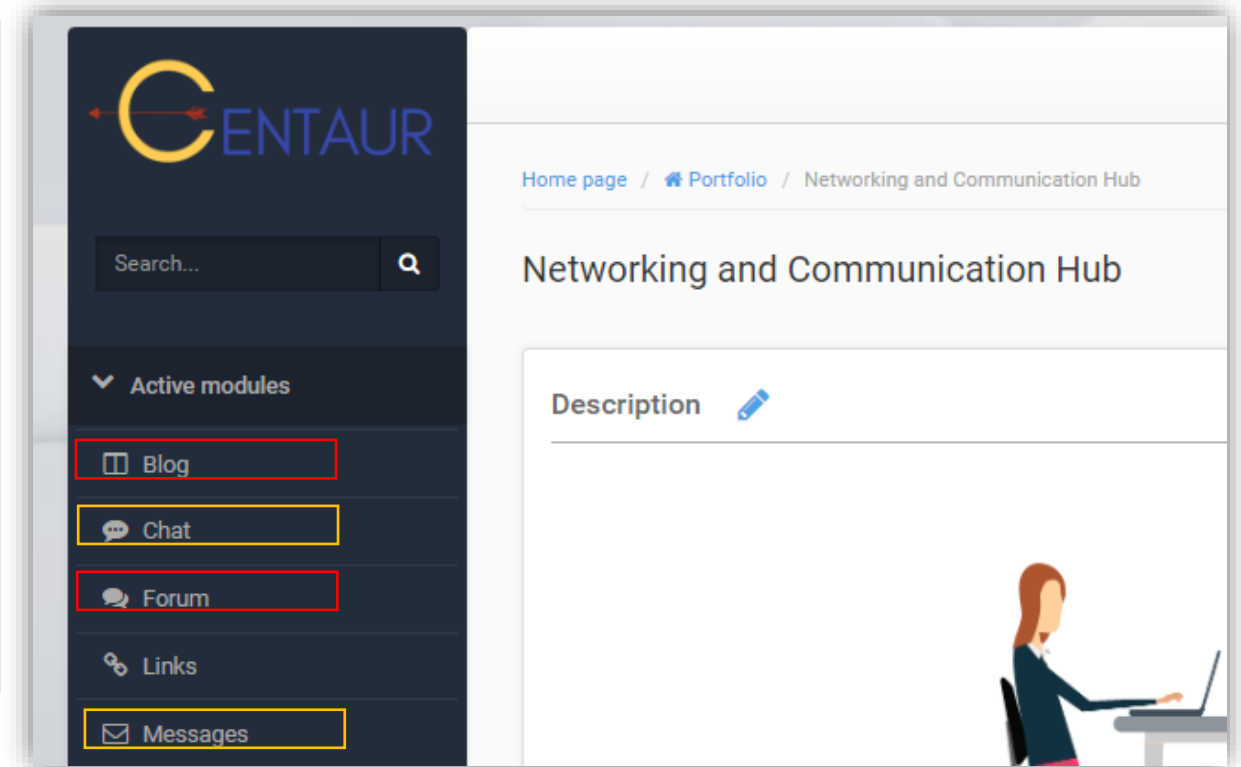 CENTAUR
Search...
Active modules
Blog
Chat
Forum
Links
Messages
Home page / Portfolio / Networking and Communication Hub
Networking and Communication Hub
Description